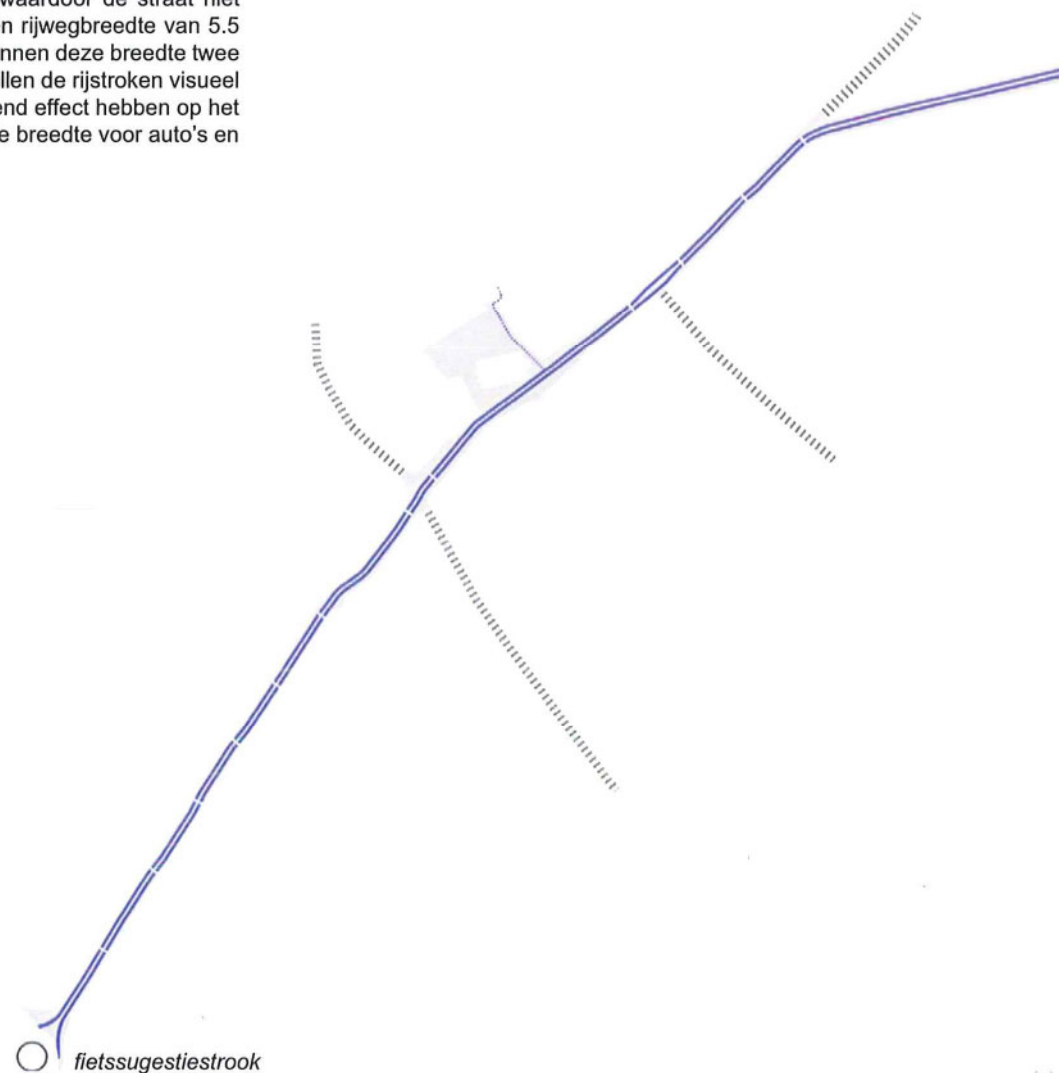 waardoor de straat niet
n rijwegbreedte van 5.5
nnen deze breedte twee
llen de rijstroken visueel
end effect hebben op het
e breedte voor auto's en
fietssugestiestrook